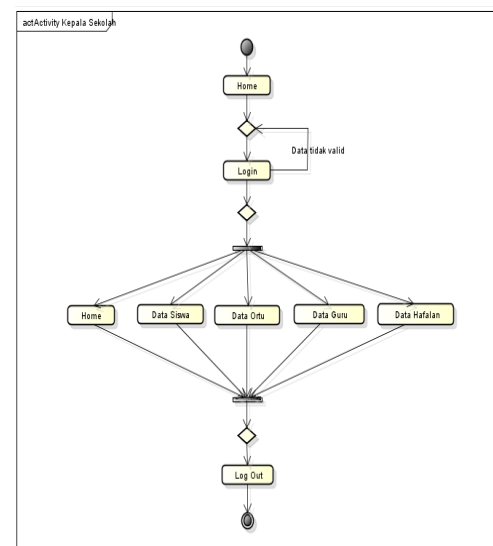 actActivity Kepala Sekolah
Home
Data tidak valid
Login
Home
Data Siswa
Data Ortu
Data Guru
Data Hafalan
Log Out